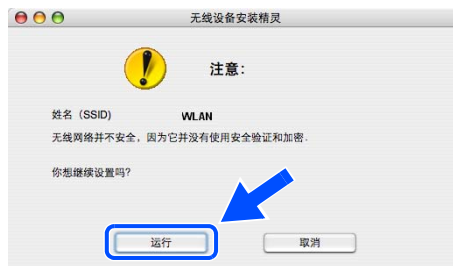 无线设备安装精灵
注意：
姓名（SSID） WLAN
无线网络并不安全，因为它并没有使用安全验证和加密.
你想继续设置吗?
运行 取消